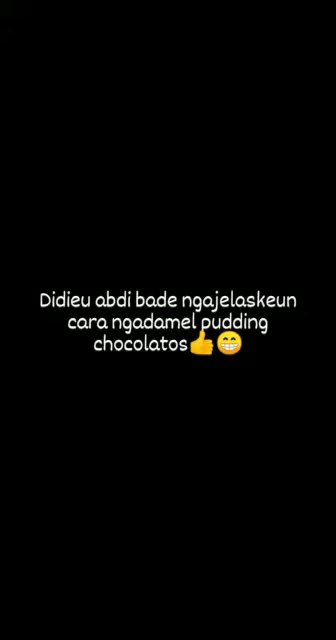 Didieu abdi bade ngajelaskeun
cara ngadamel pudding
chocolatos👍😁